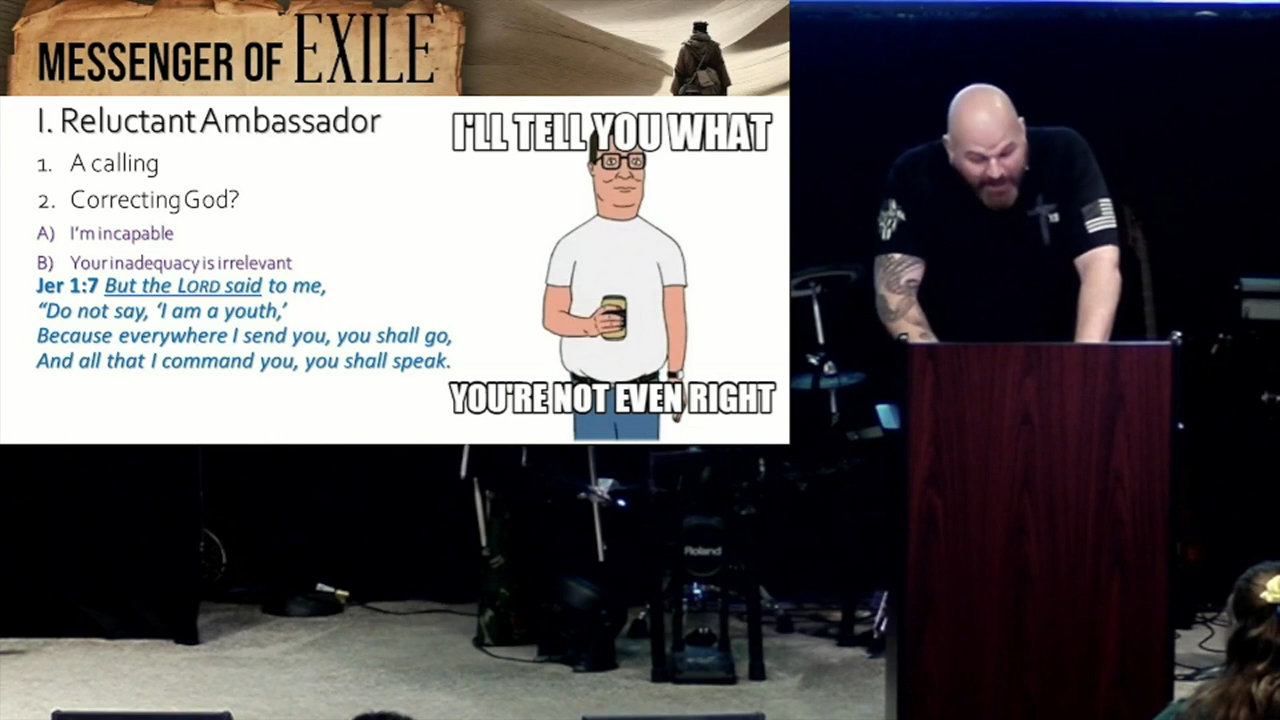 MESSENGER OF EXILE
I. Reluctant Ambassador
1. A calling
2. Correcting God?
A) I'm incapable
B) Your inadequacy is irrelevant
Jer 1:7 But the LORD said to me,
"Do not say, 'I am a youth,'
Because everywhere I send you, you shall go,
And all that I command you, you shall speak.
I'LL TELL YOU WHAT
YOU'RE NOT EVEN RIGHT
Roland